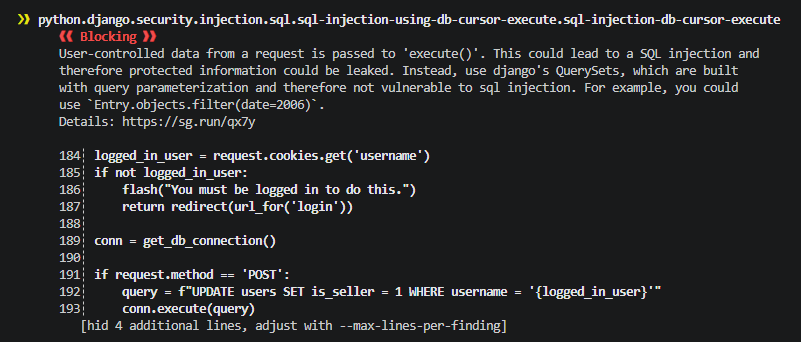 ❯❯ python.django.security.injection.sql.sql-injection-using-db-cursor-execute.sql-injection-db-cursor-execute
❰❰ Blocking ❱❱
User-controlled data from a request is passed to 'execute()'. This could lead to a SQL injection and
therefore protected information could be leaked. Instead, use django's QuerySets, which are built
with query parameterization and therefore not vulnerable to sql injection. For example, you could
use `Entry.objects.filter(date=2006)`.
Details: https://sg.run/qx7y
184┆ logged_in_user = request.cookies.get('username')
185┆ if not logged_in_user:
186┆     flash("You must be logged in to do this.")
187┆     return redirect(url_for('login'))
188┆
189┆ conn = get_db_connection()
190┆
191┆ if request.method == 'POST':
192┆     query = f"UPDATE users SET is_seller = 1 WHERE username = '{logged_in_user}'"
193┆     conn.execute(query)
[hid 4 additional lines, adjust with --max-lines-per-finding]